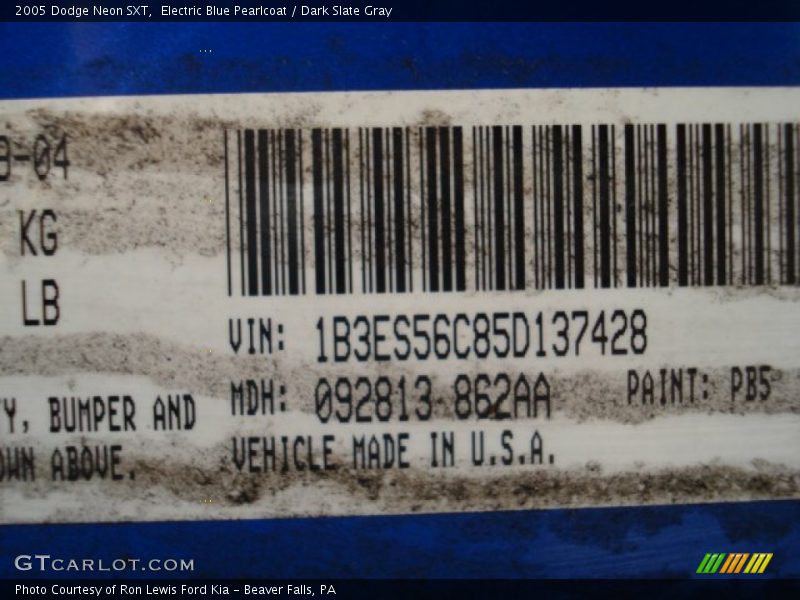 2005 Dodge Neon SXT,  Electric Blue Pearlcoat / Dark Slate Gray
-04
KG
LB
VIN: 1B3ES56C85D137428
MDH: 092813 862AA PAINT: PB5
, BUMPER AND
VEHICLE MADE IN U.S.A.
ABOVE.
GTCARLOT.COM
Photo Courtesy of Ron Lewis Ford Kia – Beaver Falls, PA